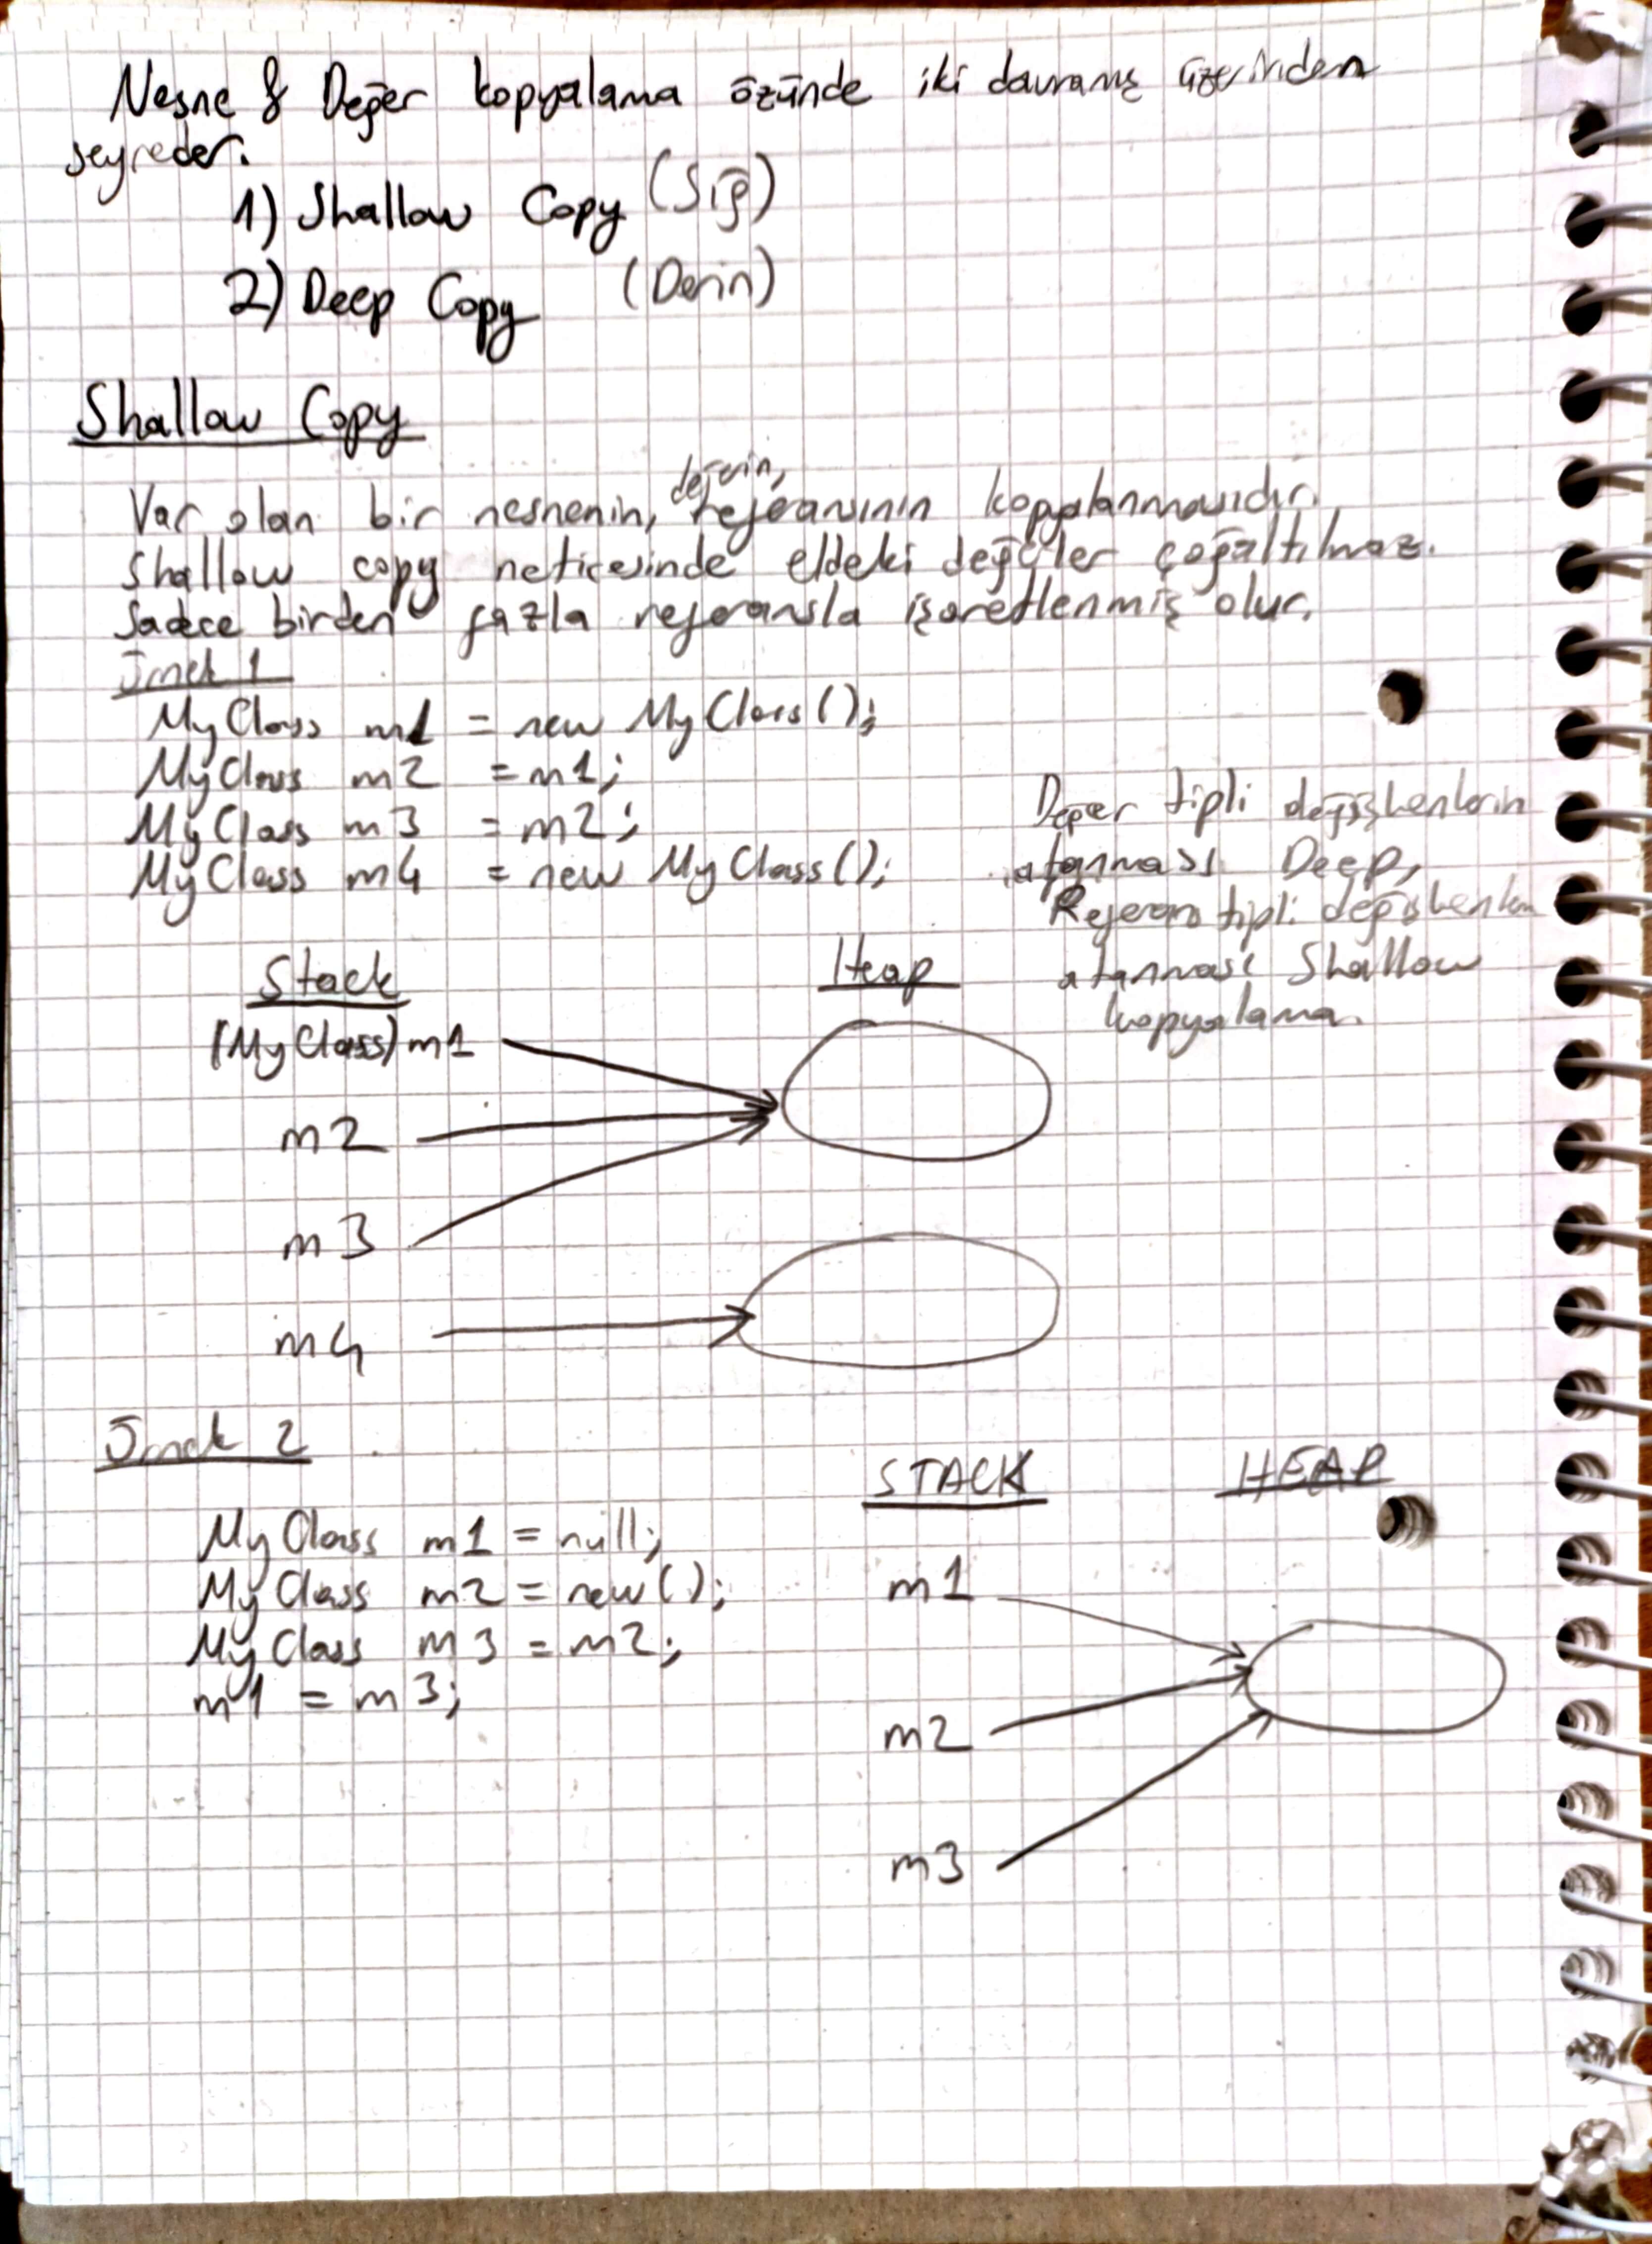 Nesne & Değer kopyalama özünde iki davranış üzerinden
seyreder.
1) Shallow Copy (Sığ)
2) Deep Copy (Derin)
Shallow Copy
Var olan bir nesnenin, değerin, referansının kopyalanmasıdır.
Shallow copy neticesinde eldeki değerler çoğaltılmaz.
Sadece birden fazla referansla işaretlenmiş olur.
Örnek 1
MyClass m1 = new MyClass();
MyClass m2 = m1;
MyClass m3 = m2;
MyClass m4 = new MyClass();
Değer tipli değişkenlerin
atanması Deep,
Referans tipli değişkenlerin
atanması Shallow
kopyalama.
Stack Heap
(MyClass) m1
m2
m3
m4
Örnek 2
MyClass m1 = null;
MyClass m2 = new();
MyClass m3 = m2;
m1 = m3;
STACK HEAP
m1
m2
m3